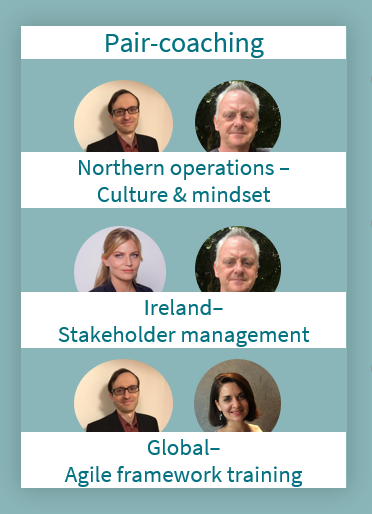 Pair-coaching
Northern operations –
Culture & mindset
Ireland–
Stakeholder management
Global–
Agile framework training